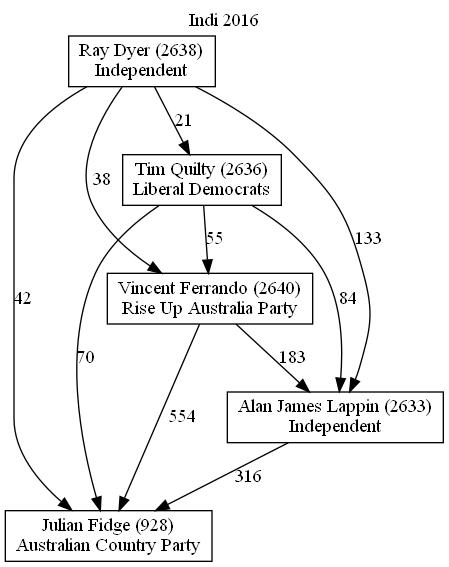 Indi 2016
Ray Dyer (2638)
Independent
21
Tim Quilty (2636)
Liberal Democrats
38
133
55
Vincent Ferrando (2640)
Rise Up Australia Party
42
84
70
183
Alan James Lappin (2633)
Independent
554
316
Julian Fidge (928)
Australian Country Party